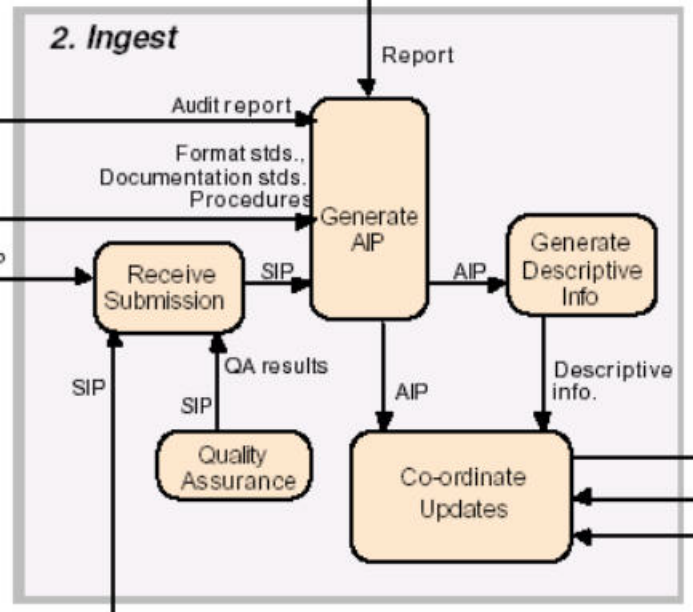 2. Ingest
Report
Audit report
Format stds.,
Documentation stds.
Procedures
Generate
AIP
Generate
Descriptive
Info
P
Receive
Submission
SIP
AIP
QA results
SIP
SIP
AIP
Descriptive
info.
Quality
Assurance
Co-ordinate
Updates